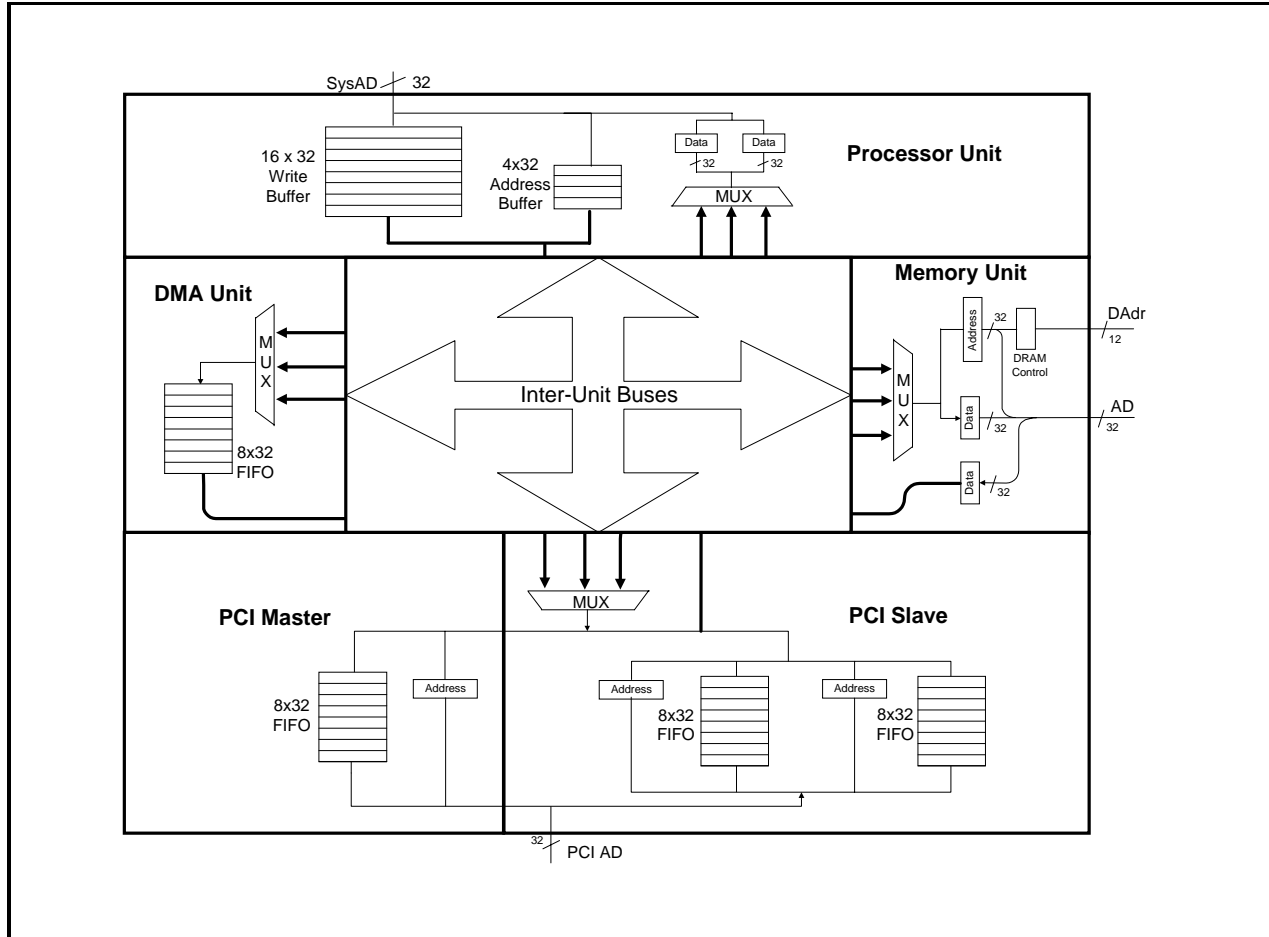 SysAD
32
Processor Unit
16 x 32
Write
Buffer
4x32
Address
Buffer
Data
Data
32
32
MUX
DMA Unit
MUX
8x32
FIFO
Inter-Unit Buses
Memory Unit
MUX
Address
32
DRAM
Control
DAdr
12
Data
32
AD
32
Data
32
PCI Master
8x32
FIFO
Address
MUX
PCI Slave
Address
8x32
FIFO
Address
8x32
FIFO
32
PCI AD